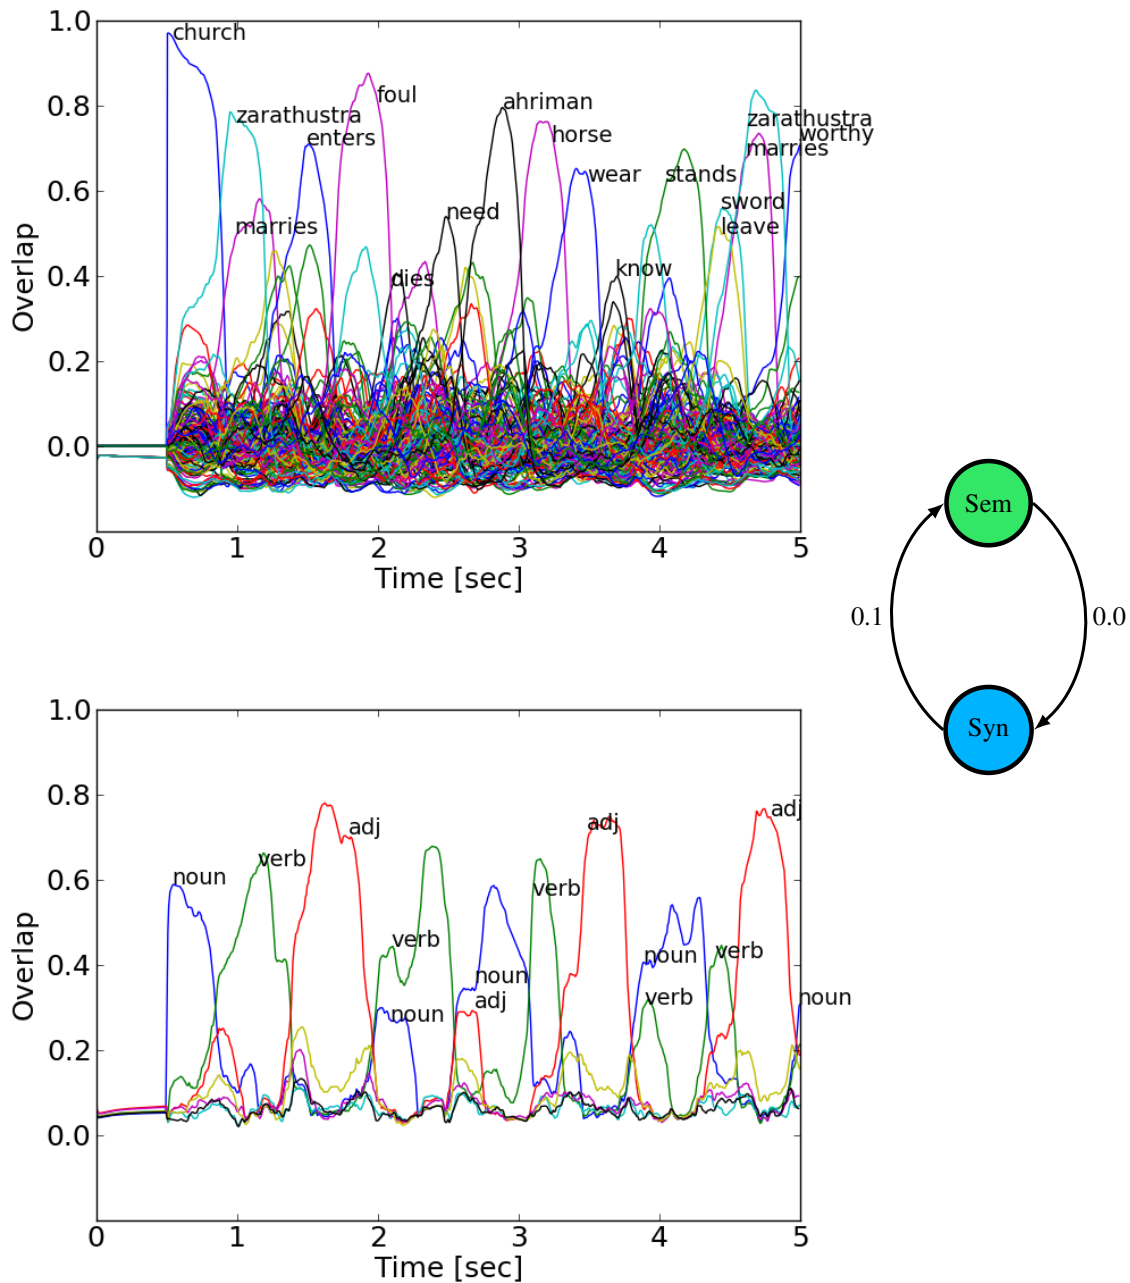 1.0
church
0.8
foul
ahriman
zarathustra
zarathustra
enters
horse
worthy
marries
0.6
wear
stands
need
sword
marries
leave
0.4
dies
know
0.2
0.0
Overlap
0 1 2 3 4 5
Time [sec]
Sem
0.1
0.0
Syn
1.0
0.8
adj
adj
adj
verb
0.6
noun
verb
verb
noun
verb
0.4
noun
adj
verb
noun
noun
0.2
0.0
Overlap
0 1 2 3 4 5
Time [sec]